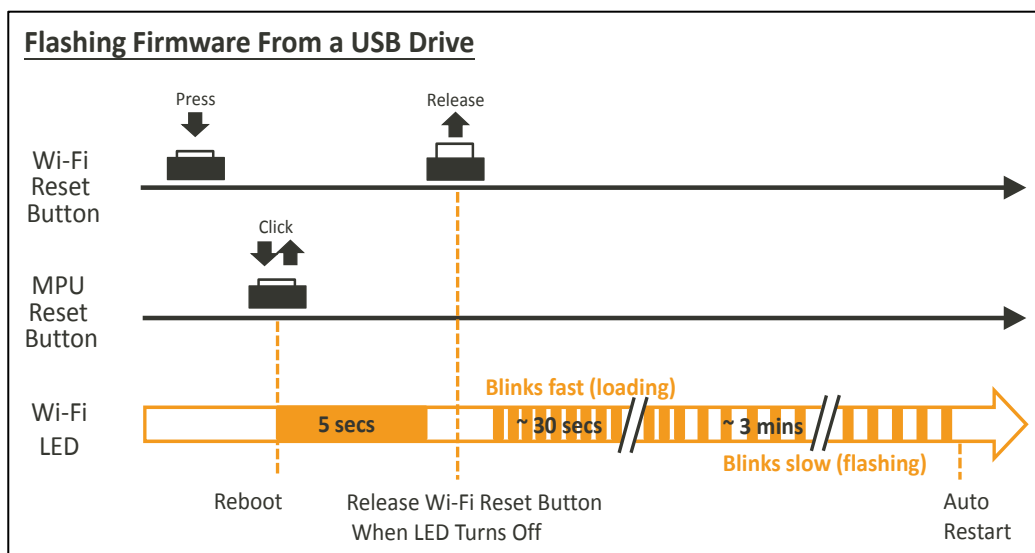 Flashing Firmware From a USB Drive
Press
Release
Wi-Fi
Reset
Button
Click
MPU
Reset
Button
Blinks fast (loading)
Wi-Fi
LED
5 secs
~ 30 secs
~ 3 mins
Blinks slow (flashing)
Reboot
Release Wi-Fi Reset Button
When LED Turns Off
Auto
Restart